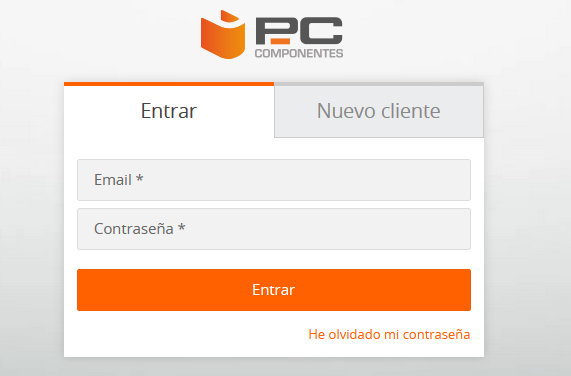 PC
COMPONENTES
Entrar
Nuevo cliente
Email *
Contraseña *
Entrar
He olvidado mi contraseña